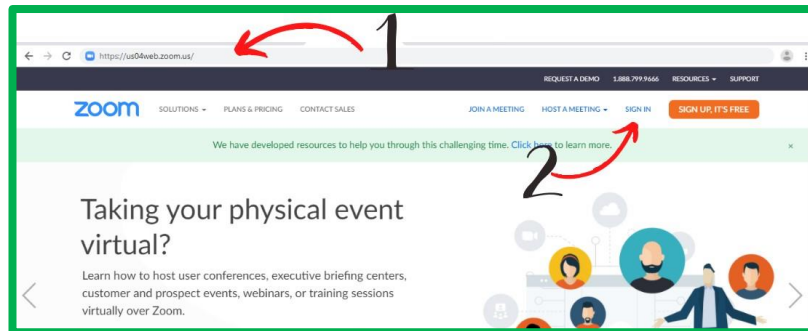 1
https://us04web.zoom.us/
REQUEST A DEMO 1.888.799.9666 RESOURCES SUPPORT
zoom SOLUTIONS PLANS & PRICING CONTACT SALES JOIN A MEETING HOST A MEETING SIGN IN SIGN UP, IT'S FREE
We have developed resources to help you through this challenging time. Click here to learn more. ×
2
Taking your physical event
virtual?
Learn how to host user conferences, executive briefing centers,
customer and prospect events, webinars, or training sessions
virtually over Zoom.